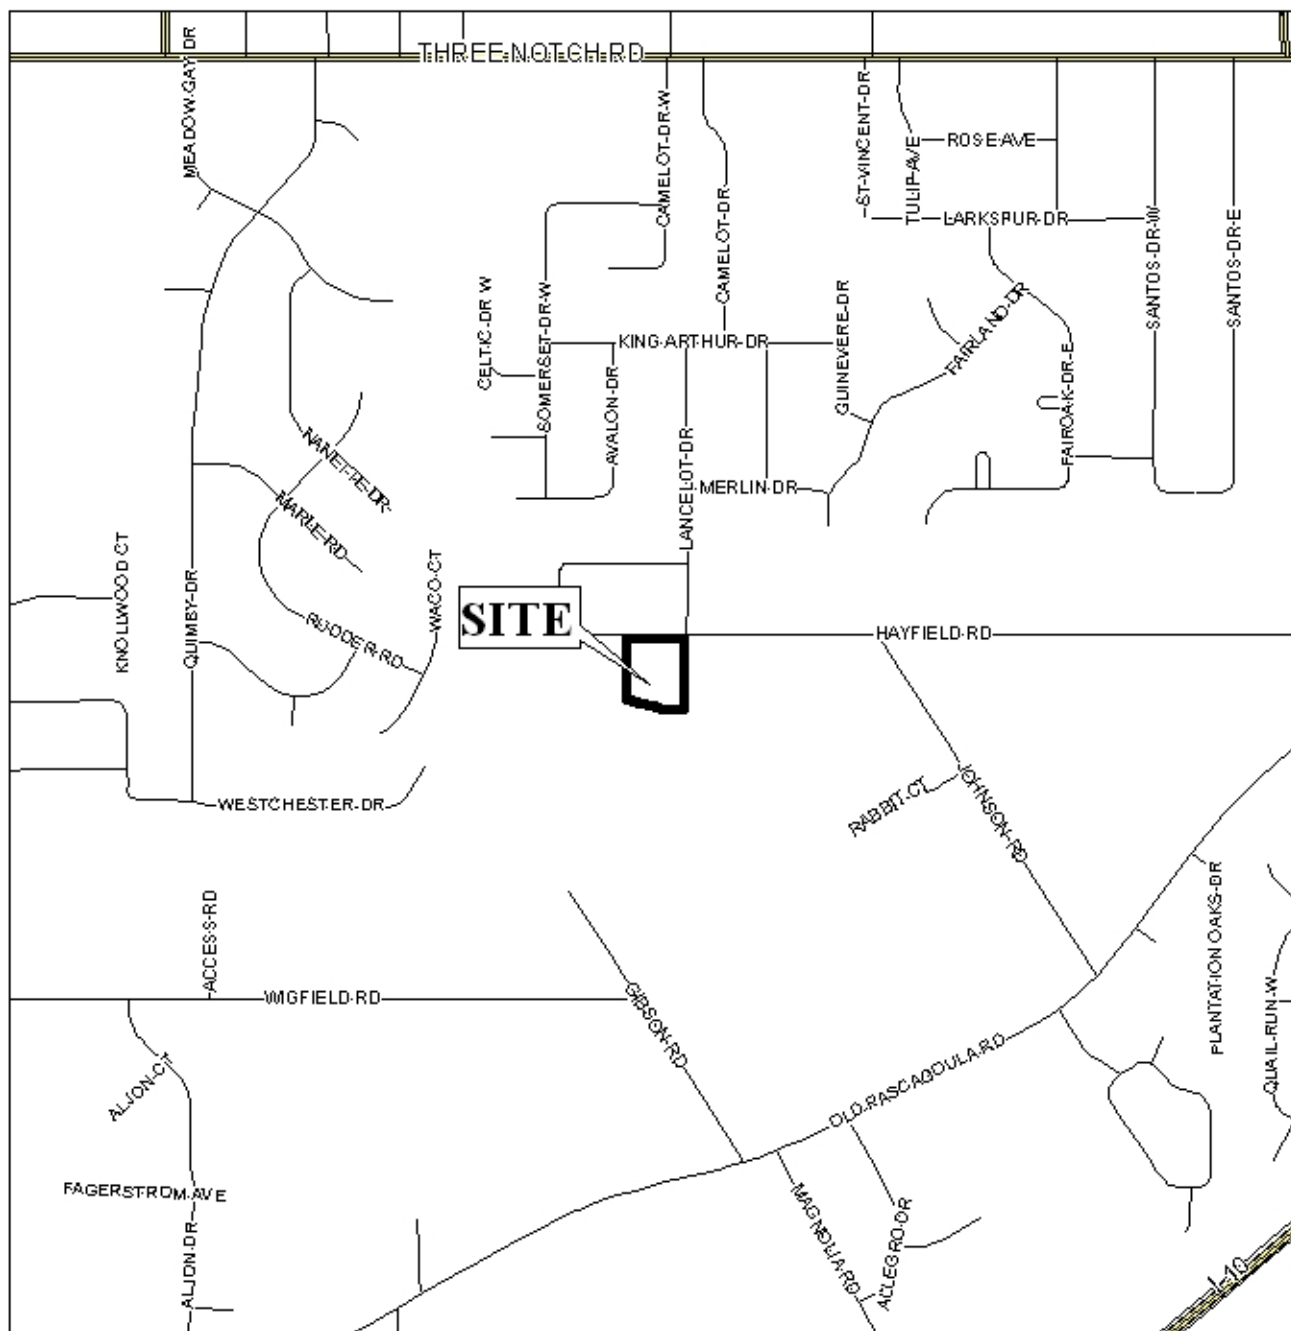 THREE NOTCH RD
MEADOW GAY DR
CAMELOT DR W
CAMELOT DR
ST VINCENT DR
TULIP AVE
ROSE AVE
LARKSPUR DR
SANTOS DR W
SANTOS DR E
CELTIC DR W
SOMERSET DR W
KING ARTHUR DR
GUINEVERE DR
FAIRLAND DR
AVALON DR
FAIROAK DR E
NANETTE DR
LANCELOT DR
MERLIN DR
MARLE RD
KNOLLWOOD CT
QUIMBY DR
WACO CT
RUDDER RD
SITE
HAYFIELD RD
WESTCHESTER DR
RABBIT CT
JOHNSON RD
ACCESS RD
PLANTATION OAKS DR
WIGFIELD RD
GIBSON RD
QUAIL RUN W
ALJON CT
OLD PASCAGOULA RD
FAGERSTROM AVE
ALJON DR
MAGNOLIA RD
ALLEGRO DR
I-10